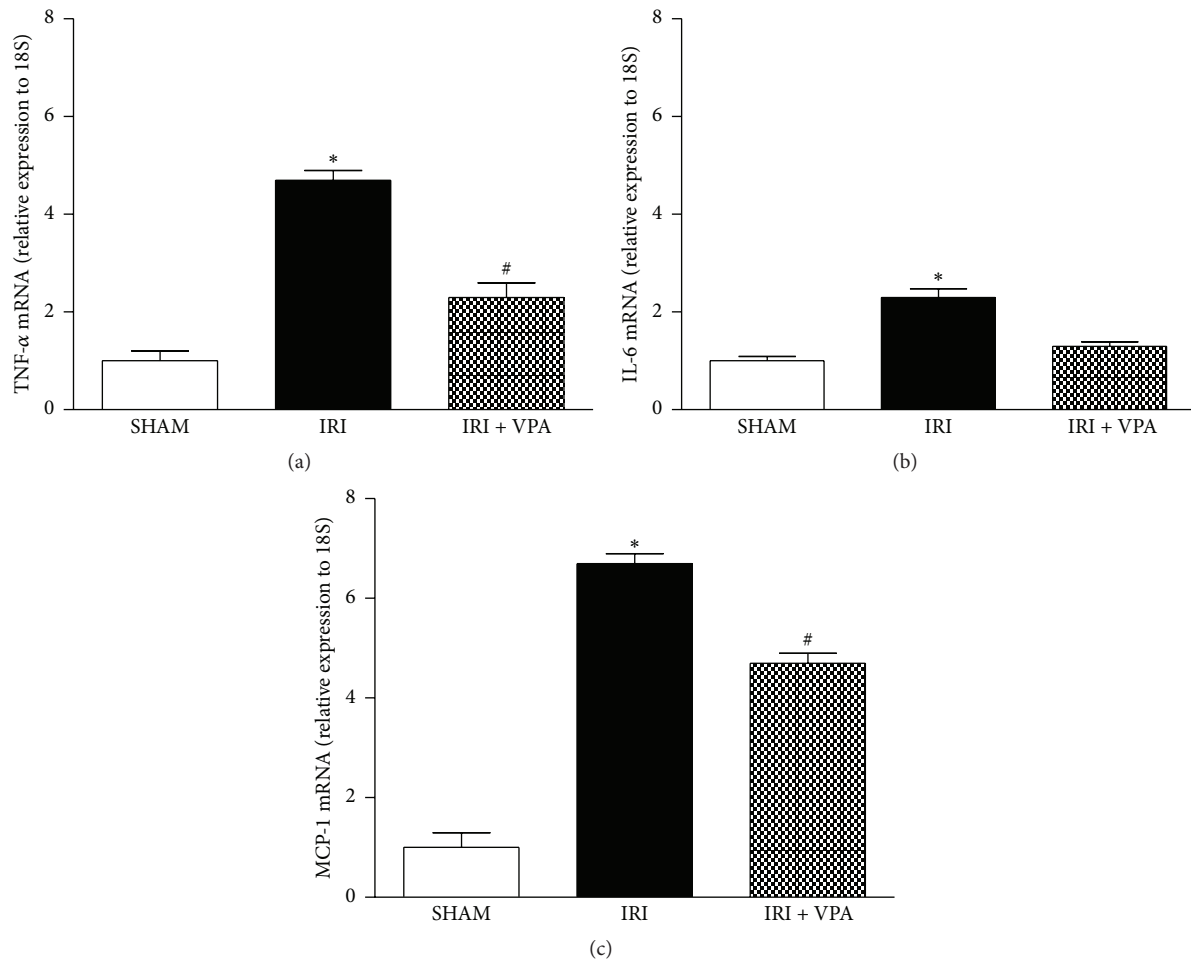 TNF-α mRNA (relative expression to 18S)
8
6
4
2
0
*
#
SHAM IRI IRI + VPA
(a)
IL-6 mRNA (relative expression to 18S)
8
6
4
2
0
*
SHAM IRI IRI + VPA
(b)
MCP-1 mRNA (relative expression to 18S)
8
6
4
2
0
*
#
SHAM IRI IRI + VPA
(c)